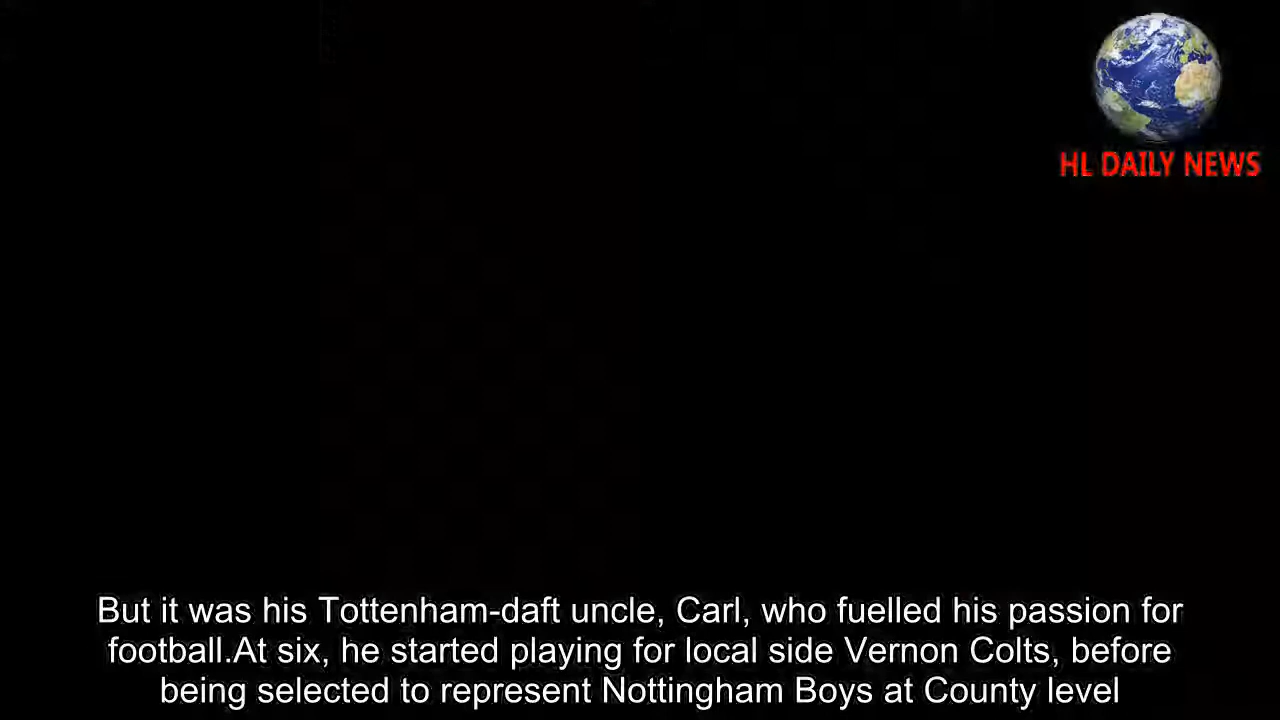 HL DAILY NEWS
But it was his Tottenham-daft uncle, Carl, who fuelled his passion for
football.At six, he started playing for local side Vernon Colts, before
being selected to represent Nottingham Boys at County level